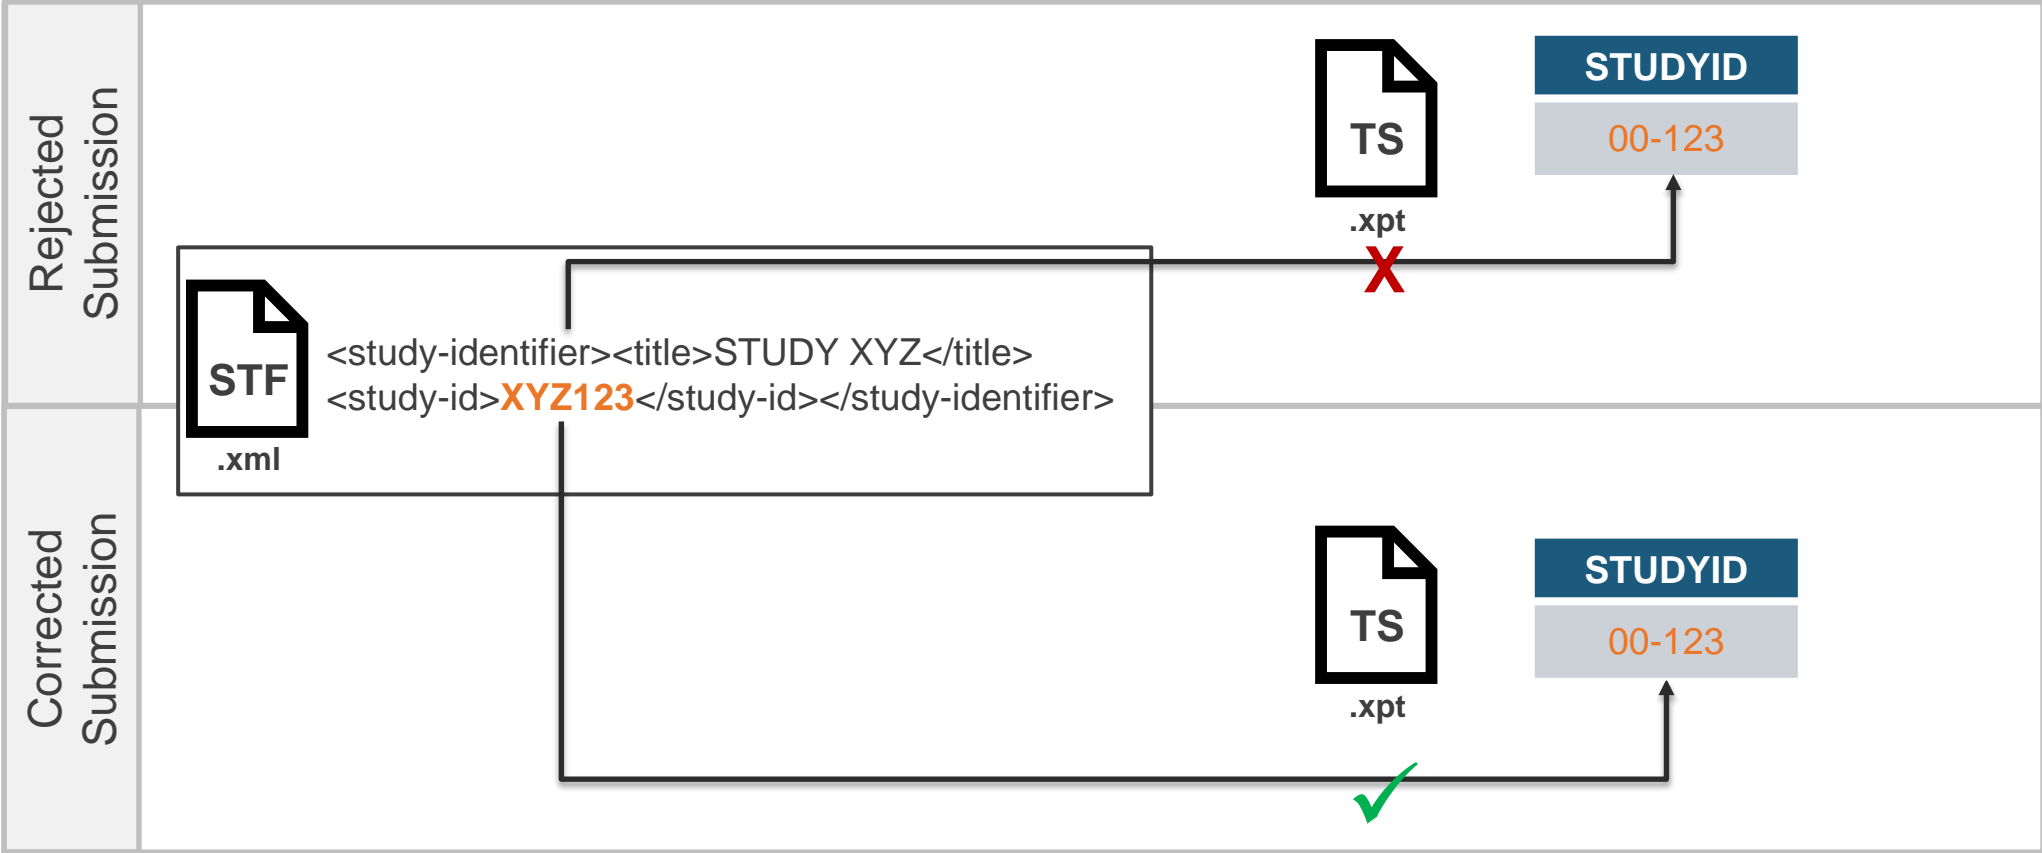 Rejected
Submission
TS
.xpt
STUDYID
00-123
X
STF
.xml
<study-identifier><title>STUDY XYZ</title>
<study-id>XYZ123</study-id></study-identifier>
Corrected
Submission
TS
.xpt
STUDYID
00-123